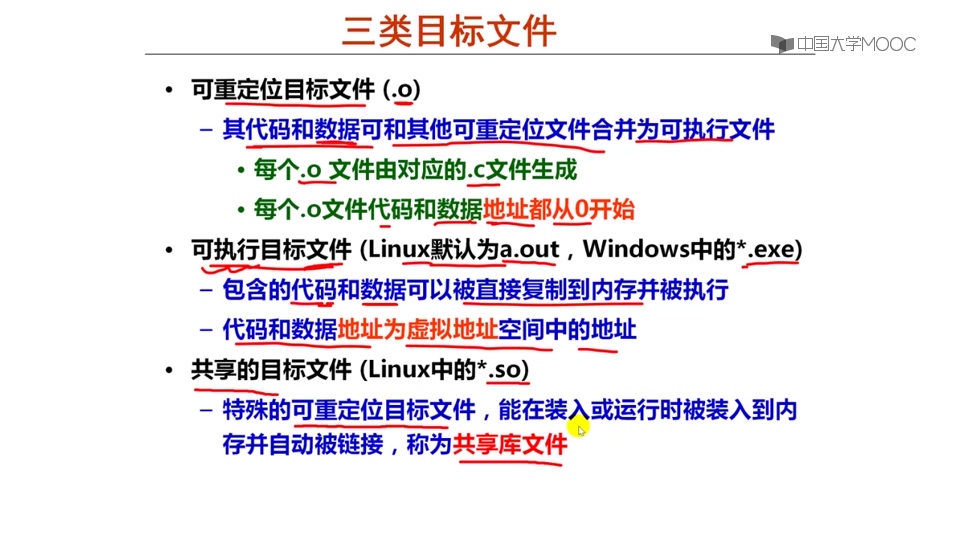 三类目标文件
中国大学MOOC
• 可重定位目标文件 (.o)
– 其代码和数据可和其他可重定位文件合并为可执行文件
• 每个.o 文件由对应的.c文件生成
• 每个.o文件代码和数据地址都从0开始
• 可执行目标文件 (Linux默认为a.out，Windows中的*.exe)
– 包含的代码和数据可以被直接复制到内存并被执行
– 代码和数据地址为虚拟地址空间中的地址
• 共享的目标文件 (Linux中的*.so)
– 特殊的可重定位目标文件，能在装入或运行时被装入到内
存并自动被链接，称为共享库文件